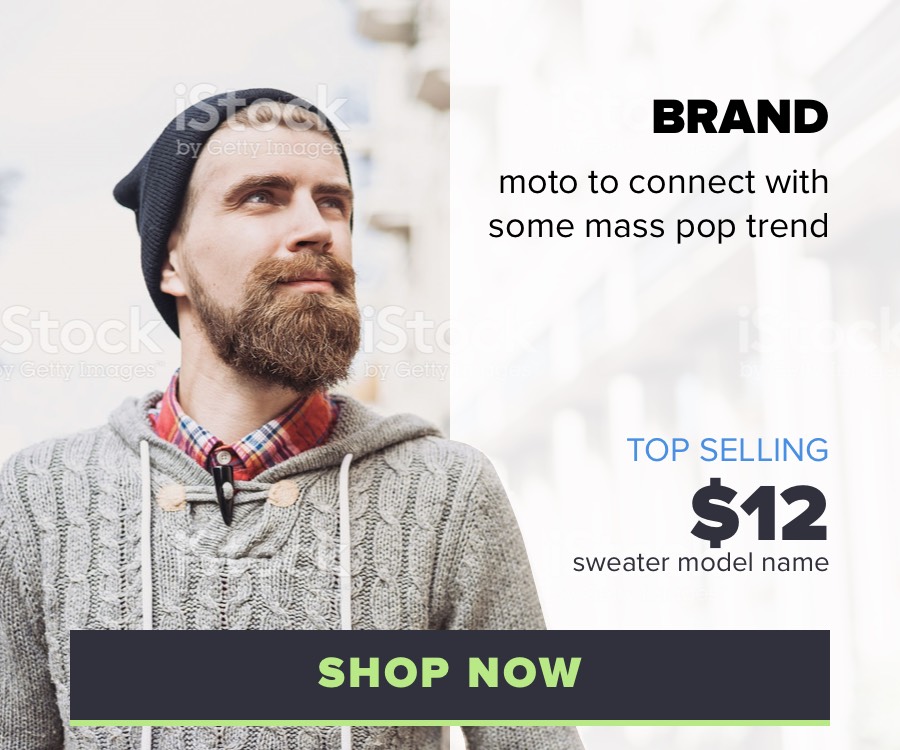 iStock
by Getty Images
BRAND
moto to connect with
some mass pop trend
iStock
by Getty Images
iStock
by Getty Images
iStock
by Getty Images
TOP SELLING
$12
sweater model name
iStock
SHOP NOW